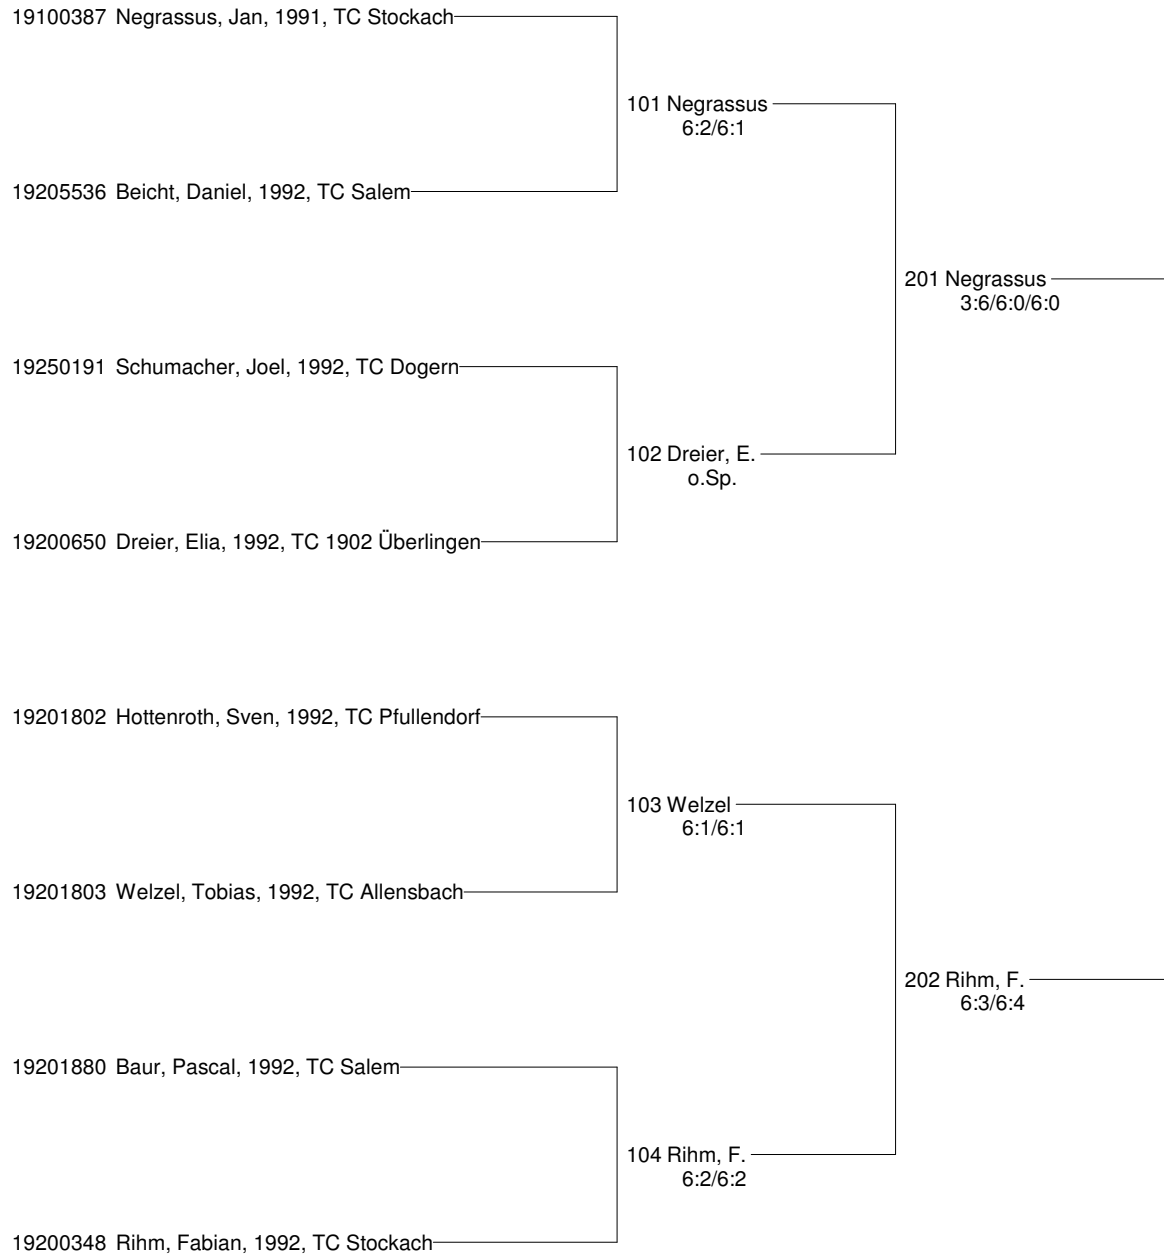 19100387 Negrassus, Jan, 1991, TC Stockach
101 Negrassus
6:2/6:1
19205536 Beicht, Daniel, 1992, TC Salem
201 Negrassus
3:6/6:0/6:0
19250191 Schumacher, Joel, 1992, TC Dogern
102 Dreier, E.
o.Sp.
19200650 Dreier, Elia, 1992, TC 1902 Überlingen
19201802 Hottenroth, Sven, 1992, TC Pfullendorf
103 Welzel
6:1/6:1
19201803 Welzel, Tobias, 1992, TC Allensbach
202 Rihm, F.
6:3/6:4
19201880 Baur, Pascal, 1992, TC Salem
104 Rihm, F.
6:2/6:2
19200348 Rihm, Fabian, 1992, TC Stockach